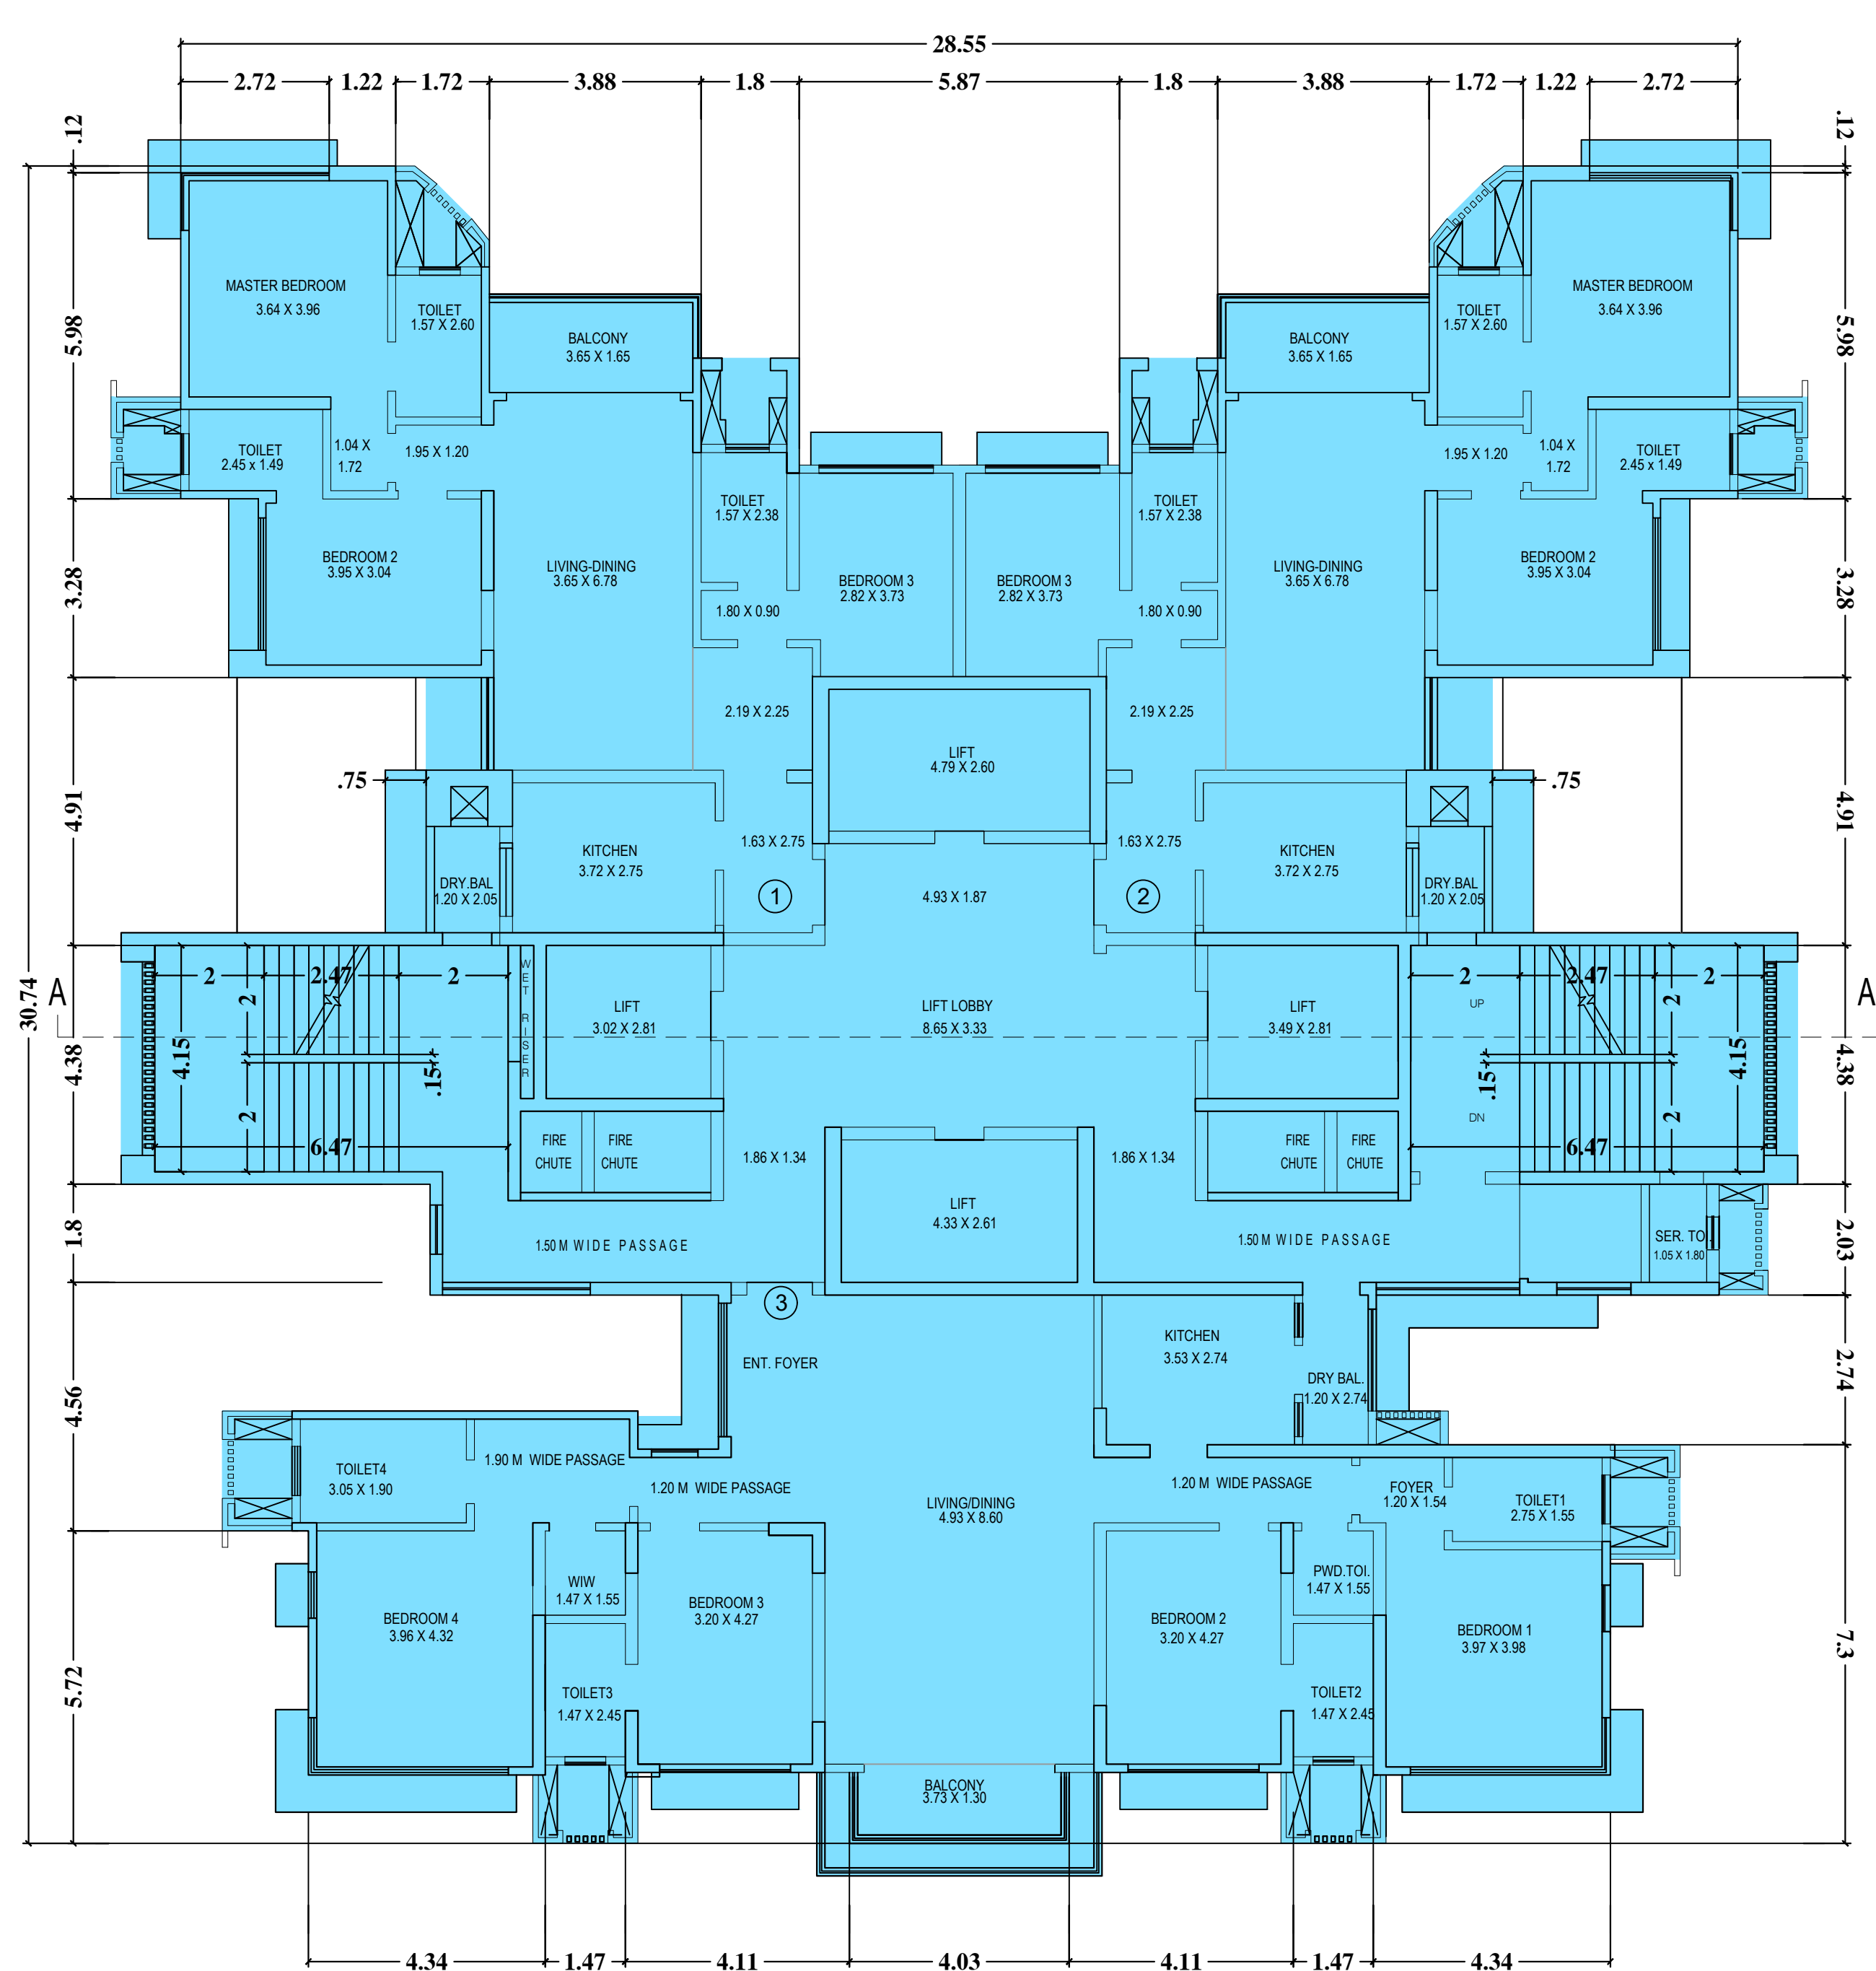 28.55
2.72 1.22 1.72 3.88 1.8 5.87 1.8 3.88 1.72 1.22 2.72
.12
.12
MASTER BEDROOM
3.64 X 3.96
TOILET
1.57 X 2.60
BALCONY
3.65 X 1.65
BALCONY
3.65 X 1.65
TOILET
1.57 X 2.60
MASTER BEDROOM
3.64 X 3.96
5.98
5.98
TOILET
2.45 x 1.49
1.04 X
1.72
1.95 X 1.20
1.95 X 1.20
1.04 X
1.72
TOILET
2.45 x 1.49
TOILET
1.57 X 2.38
TOILET
1.57 X 2.38
BEDROOM 2
3.95 X 3.04
LIVING-DINING
3.65 X 6.78
BEDROOM 3
2.82 X 3.73
BEDROOM 3
2.82 X 3.73
LIVING-DINING
3.65 X 6.78
BEDROOM 2
3.95 X 3.04
3.28
3.28
1.80 X 0.90
1.80 X 0.90
2.19 X 2.25
2.19 X 2.25
LIFT
4.79 X 2.60
.75
.75
4.91
4.91
KITCHEN
3.72 X 2.75
1.63 X 2.75
1.63 X 2.75
KITCHEN
3.72 X 2.75
DRY.BAL
1.20 X 2.05
1
4.93 X 1.87
2
DRY.BAL
1.20 X 2.05
30.74
A
A
2 2.47 2
2
4.15
.15
2
6.47
WET RISER
LIFT
3.02 X 2.81
LIFT LOBBY
8.65 X 3.33
LIFT
3.49 X 2.81
UP
DN
2 2.47 2
2
4.15
.15
2
6.47
4.38
4.38
FIRE
CHUTE
FIRE
CHUTE
1.86 X 1.34
1.86 X 1.34
FIRE
CHUTE
FIRE
CHUTE
LIFT
4.33 X 2.61
1.50 M WIDE PASSAGE
1.50 M WIDE PASSAGE
SER. TOI.
1.05 X 1.80
1.8
2.03
3
ENT. FOYER
KITCHEN
3.53 X 2.74
DRY BAL.
1.20 X 2.74
4.56
2.74
TOILET4
3.05 X 1.90
1.90 M WIDE PASSAGE
1.20 M WIDE PASSAGE
LIVING/DINING
4.93 X 8.60
1.20 M WIDE PASSAGE
FOYER
1.20 X 1.54
TOILET1
2.75 X 1.55
WIW
1.47 X 1.55
PWD.TOI.
1.47 X 1.55
BEDROOM 4
3.96 X 4.32
BEDROOM 3
3.20 X 4.27
BEDROOM 2
3.20 X 4.27
BEDROOM 1
3.97 X 3.98
5.72
7.3
TOILET3
1.47 X 2.45
TOILET2
1.47 X 2.45
BALCONY
3.73 X 1.30
4.34 1.47 4.11 4.03 4.11 1.47 4.34